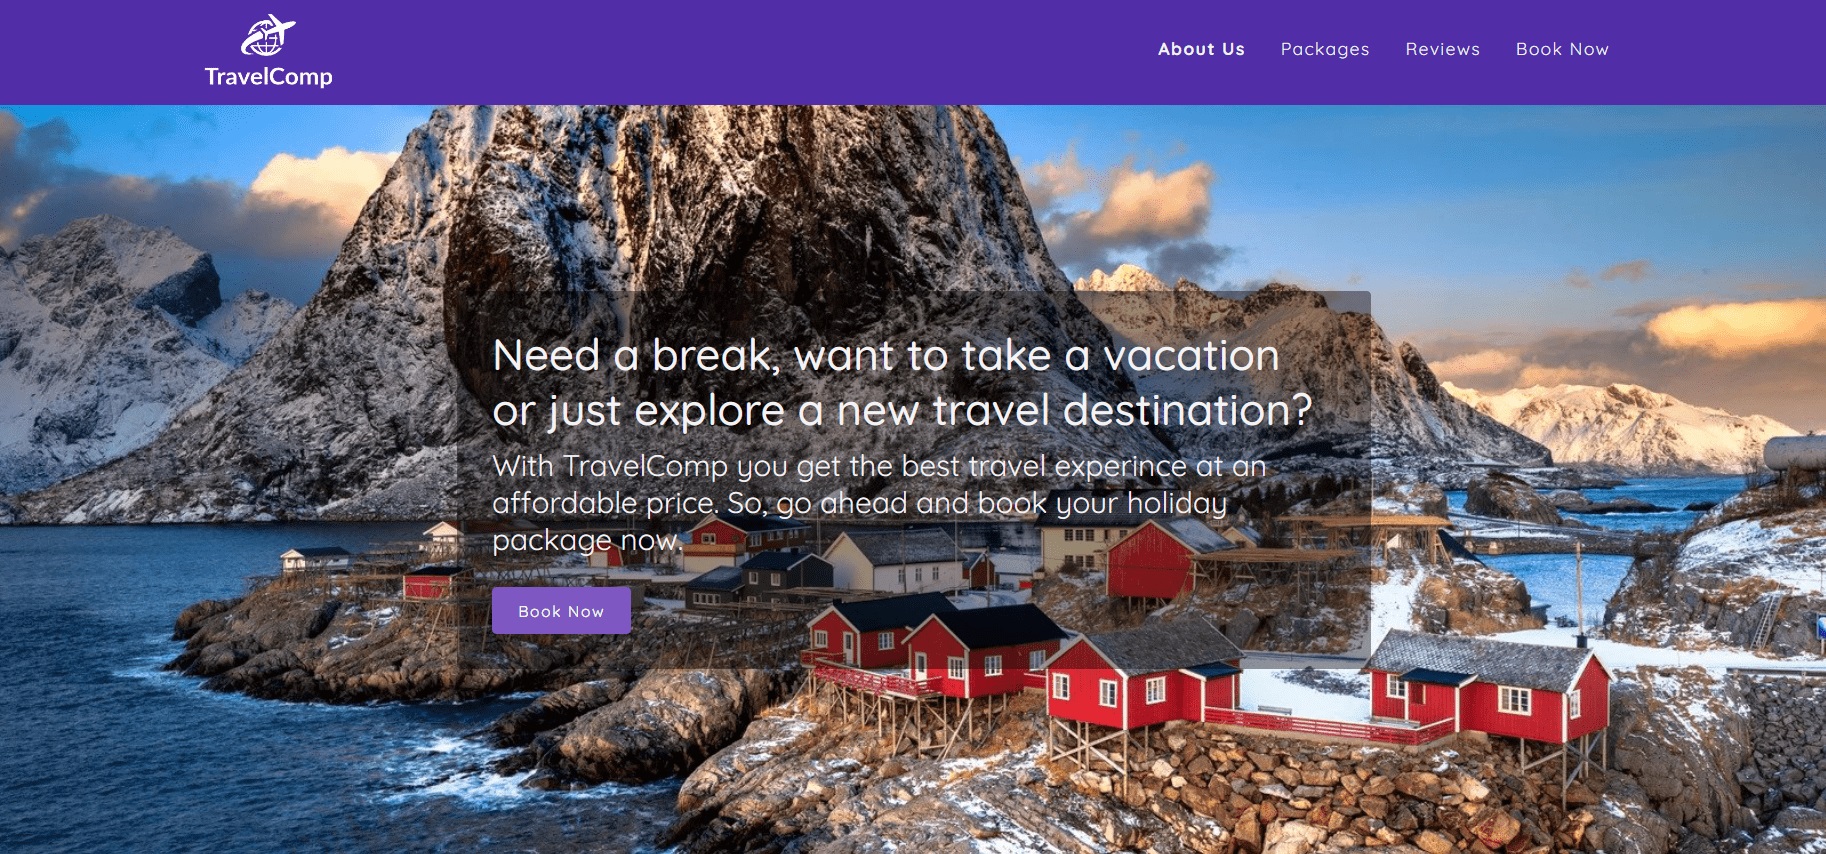 TravelComp
About Us
Packages
Reviews
Book Now
Need a break, want to take a vacation
or just explore a new travel destination?
With TravelComp you get the best travel experince at an
affordable price. So, go ahead and book your holiday
package now.
Book Now